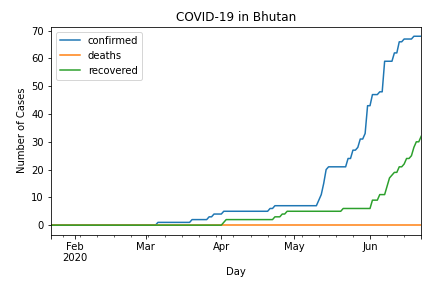 COVID-19 in Bhutan
confirmed
deaths
recovered
Number of Cases
70
60
50
40
30
20
10
0
Feb Mar Apr May Jun
2020
Day